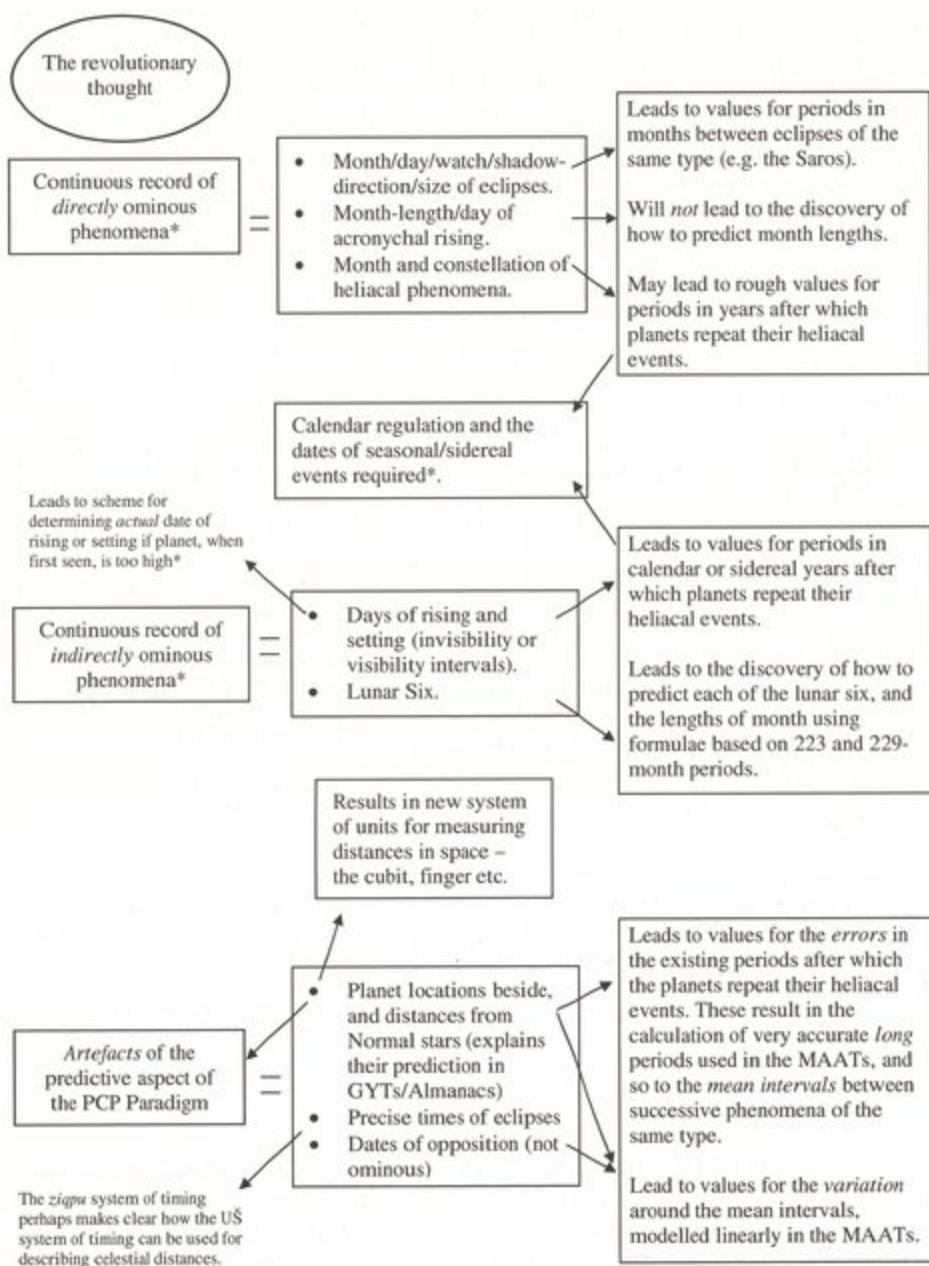 The revolutionary
thought
Continuous record of
directly ominous
phenomena*
=
• Month/day/watch/shadow-
direction/size of eclipses.
• Month-length/day of
acronychal rising.
• Month and constellation of
heliacal phenomena.
Leads to values for periods in
months between eclipses of the
same type (e.g. the Saros).
Will not lead to the discovery of
how to predict month lengths.
May lead to rough values for
periods in years after which
planets repeat their heliacal
events.
Calendar regulation and the
dates of seasonal/sidereal
events required*.
Leads to scheme for
determining actual date of
rising or setting if planet, when
first seen, is too high*
Continuous record of
indirectly ominous
phenomena*
=
• Days of rising and
setting (invisibility or
visibility intervals).
• Lunar Six.
Leads to values for periods in
calendar or sidereal years after
which planets repeat their
heliacal events.
Leads to the discovery of how to
predict each of the lunar six, and
the lengths of month using
formulae based on 223 and 229-
month periods.
Results in new system
of units for measuring
distances in space –
the cubit, finger etc.
Artefacts of the
predictive aspect of
the PCP Paradigm
=
• Planet locations beside,
and distances from
Normal stars (explains
their prediction in
GYTs/Almanacs)
• Precise times of eclipses
• Dates of opposition (not
ominous)
Leads to values for the errors in
the existing periods after which
the planets repeat their heliacal
events. These result in the
calculation of very accurate long
periods used in the MAATs, and
so to the mean intervals between
successive phenomena of the
same type.
Lead to values for the variation
around the mean intervals,
modelled linearly in the MAATs.
The ziqpu system of timing
perhaps makes clear how the UŠ
system of timing can be used for
describing celestial distances.